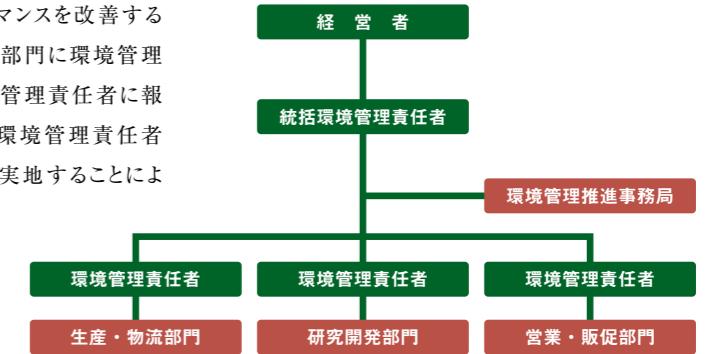 マンスを改善する
部門に環境管理
管理責任者に報
環境管理責任者
実地することによ
経営者
統括環境管理責任者
環境管理推進事務局
環境管理責任者
環境管理責任者
環境管理責任者
生産・物流部門
研究開発部門
営業・販促部門